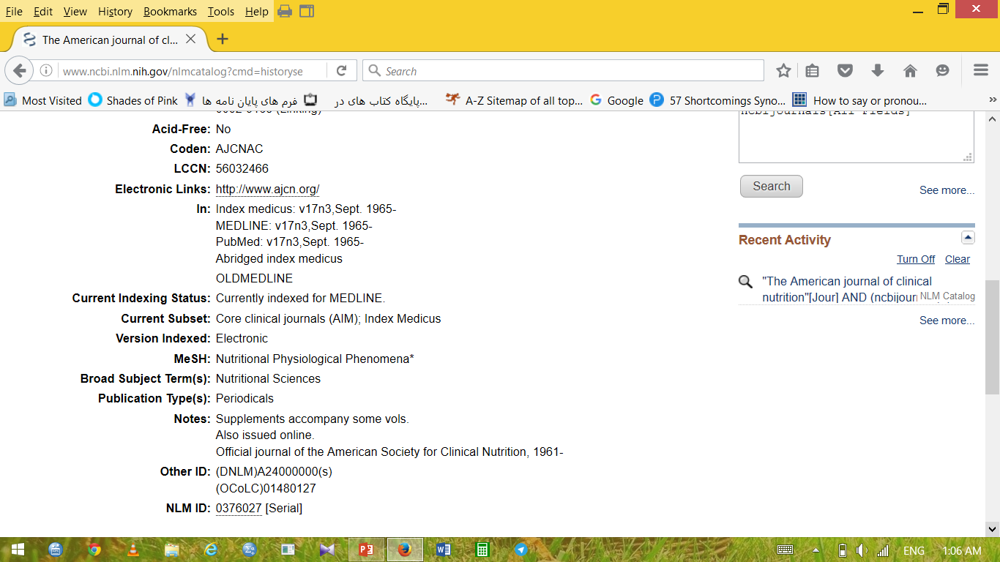 File Edit View History Bookmarks Tools Help
The American journal of cl...
www.ncbi.nlm.nih.gov/nlmcatalog?cmd=historyse
Search
Most Visited Shades of Pink فرم های پایان نامه ها پایگاه کتاب های در... A-Z Sitemap of all top... Google 57 Shortcomings Syno... How to say or pronou...
(Linking)
ncbijournals[All Fields]
Acid-Free: No
Coden: AJCNAC
LCCN: 56032466
Electronic Links: http://www.ajcn.org/
In: Index medicus: v17n3,Sept. 1965-
MEDLINE: v17n3,Sept. 1965-
PubMed: v17n3,Sept. 1965-
Abridged index medicus
OLDMEDLINE
Current Indexing Status: Currently indexed for MEDLINE.
Current Subset: Core clinical journals (AIM); Index Medicus
Version Indexed: Electronic
MeSH: Nutritional Physiological Phenomena*
Broad Subject Term(s): Nutritional Sciences
Publication Type(s): Periodicals
Notes: Supplements accompany some vols.
Also issued online.
Official journal of the American Society for Clinical Nutrition, 1961-
Other ID: (DNLM)A24000000(s)
(OCoLC)01480127
NLM ID: 0376027 [Serial]
Search
See more...
Recent Activity
Turn Off Clear
"The American journal of clinical
nutrition"[Jour] AND (ncbijour NLM Catalog
See more...
ENG 1:06 AM